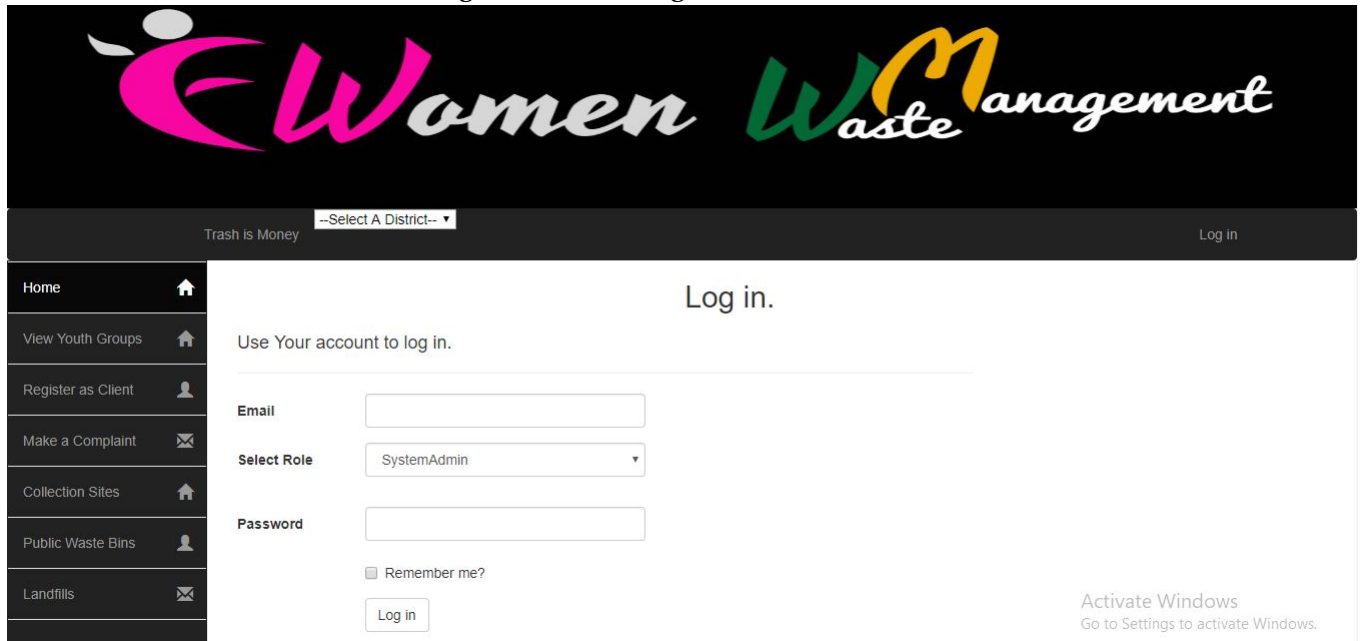 EWomen Waste Management
--Select A District--
Trash is Money
Log in
Home
View Youth Groups
Register as Client
Make a Complaint
Collection Sites
Public Waste Bins
Landfills
Log in.
Use Your account to log in.
Email
Select Role SystemAdmin
Password
Remember me?
Log in
Activate Windows
Go to Settings to activate Windows.